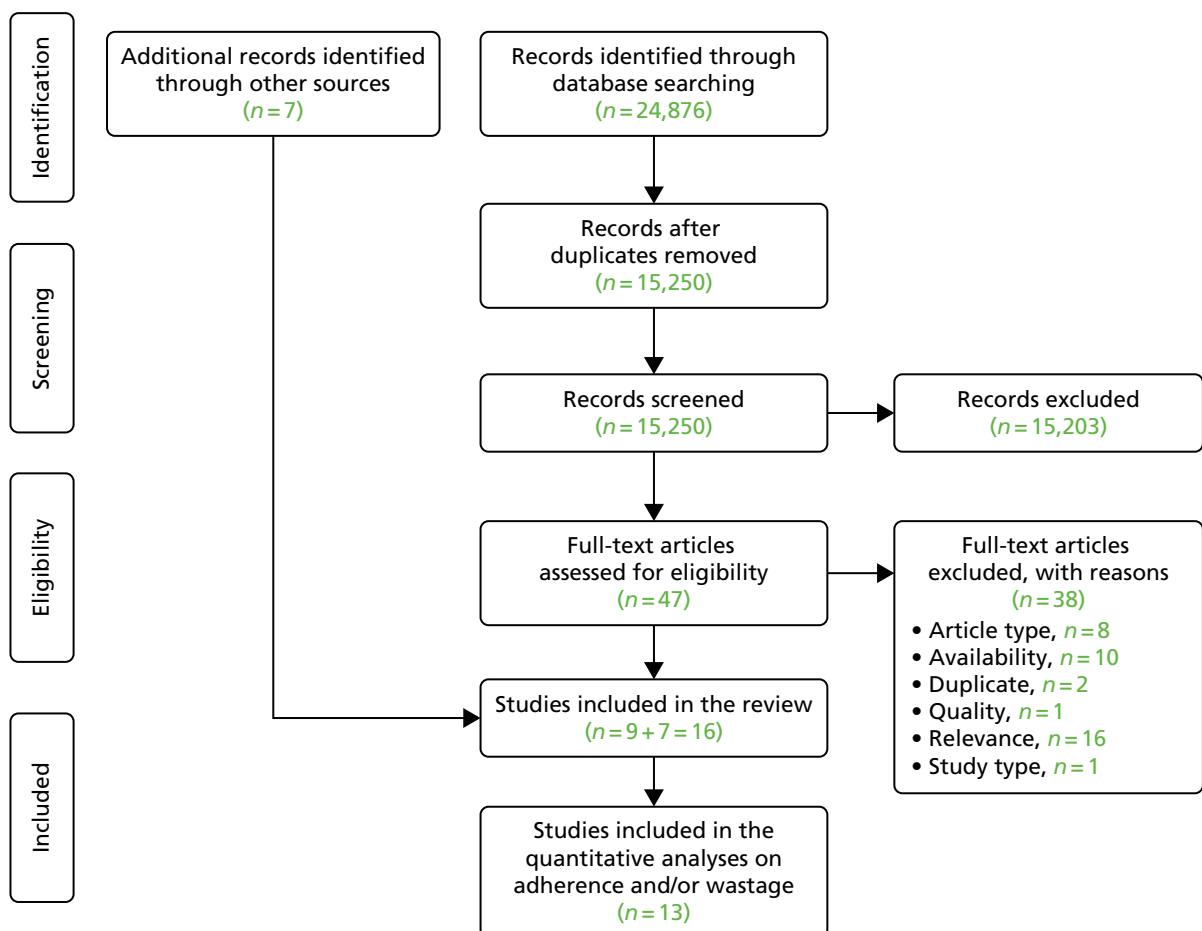 Identification
Additional records identified
through other sources
(n=7)
Records identified through
database searching
(n=24,876)
Records after
duplicates removed
(n=15,250)
Screening
Records screened
(n=15,250)
Records excluded
(n=15,203)
Eligibility
Full-text articles
assessed for eligibility
(n=47)
Full-text articles
excluded, with reasons
(n=38)
• Article type, n=8
• Availability, n=10
• Duplicate, n=2
• Quality, n=1
• Relevance, n=16
• Study type, n=1
Studies included in the review
(n=9+7=16)
Included
Studies included in the
quantitative analyses on
adherence and/or wastage
(n=13)